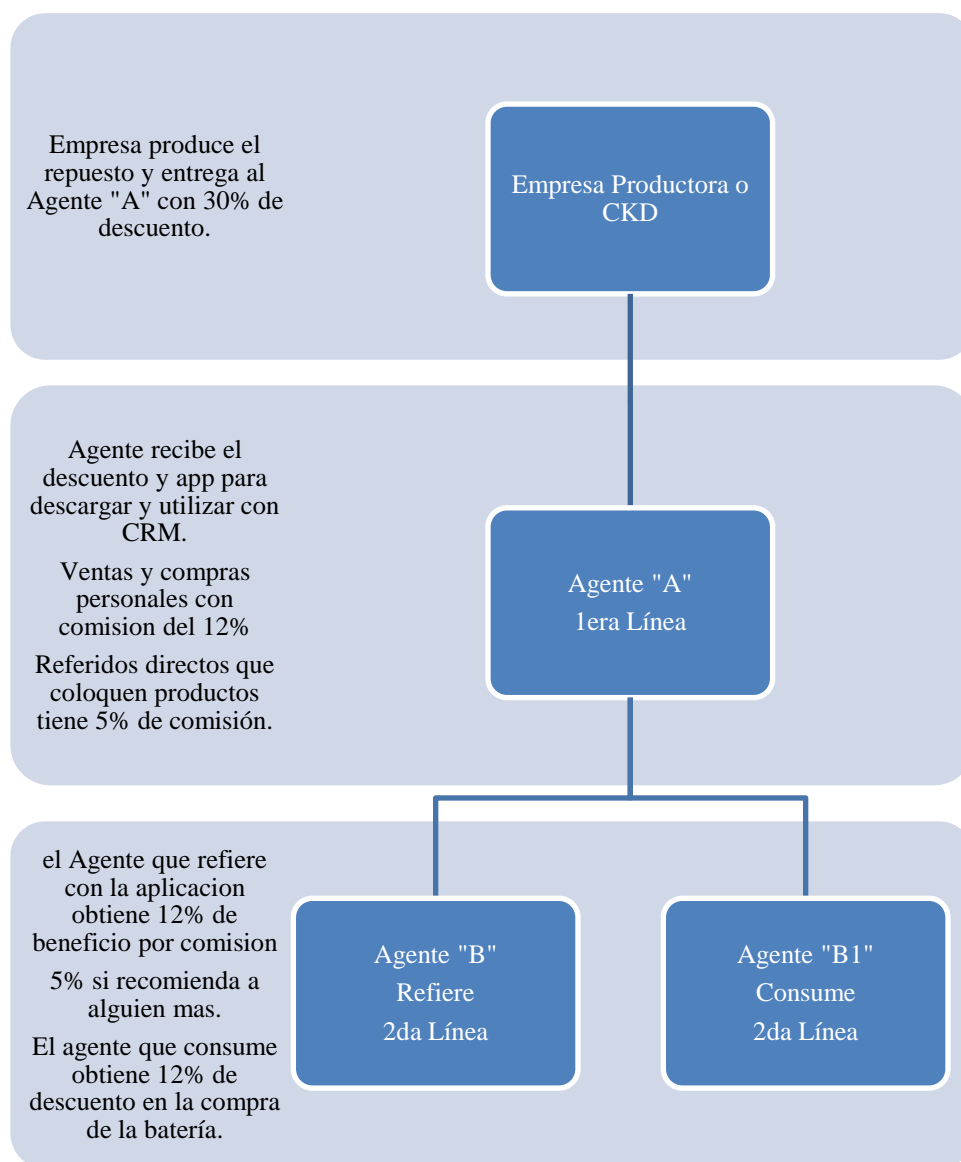 Empresa produce el
repuesto y entrega al
Agente "A" con 30% de
descuento.
Empresa Productora o
CKD
Agente recibe el
descuento y app para
descargar y utilizar con
CRM.
Ventas y compras
personales con
comision del 12%
Referidos directos que
coloquen productos
tiene 5% de comisión.
Agente "A"
1era Línea
el Agente que refiere
con la aplicacion
obtiene 12% de
beneficio por comision
5% si recomienda a
alguien mas.
El agente que consume
obtiene 12% de
descuento en la compra
de la batería.
Agente "B"
Refiere
2da Línea
Agente "B1"
Consume
2da Línea